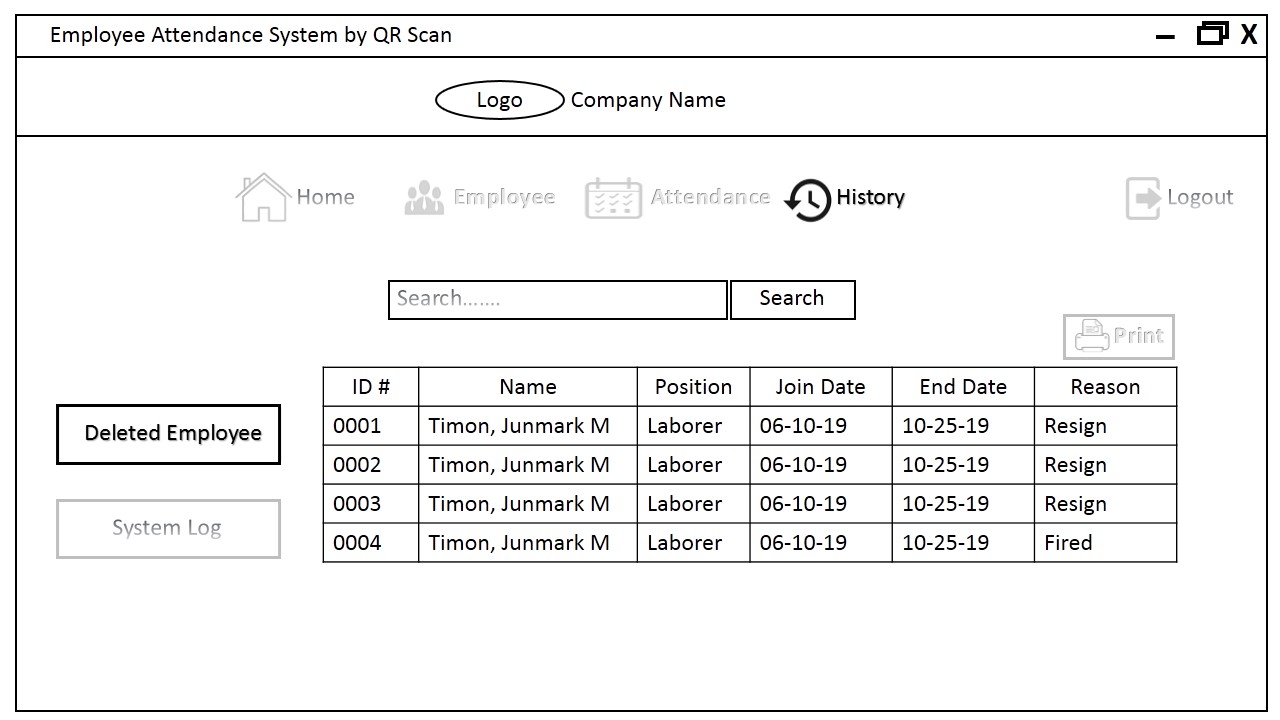 Employee Attendance System by QR Scan
X
Logo Company Name
Home Employee Attendance History Logout
Search....... Search
Print
ID # Name Position Join Date End Date Reason
0001 Timon, Junmark M Laborer 06-10-19 10-25-19 Resign
0002 Timon, Junmark M Laborer 06-10-19 10-25-19 Resign
0003 Timon, Junmark M Laborer 06-10-19 10-25-19 Resign
0004 Timon, Junmark M Laborer 06-10-19 10-25-19 Fired
Deleted Employee
System Log